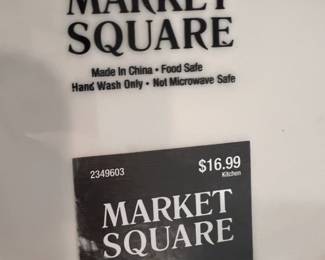 MARKET
SQUARE
Made In China • Food Safe
Hand Wash Only • Not Microwave Safe
2349603
$16.99
Kitchen
MARKET
SQUARE